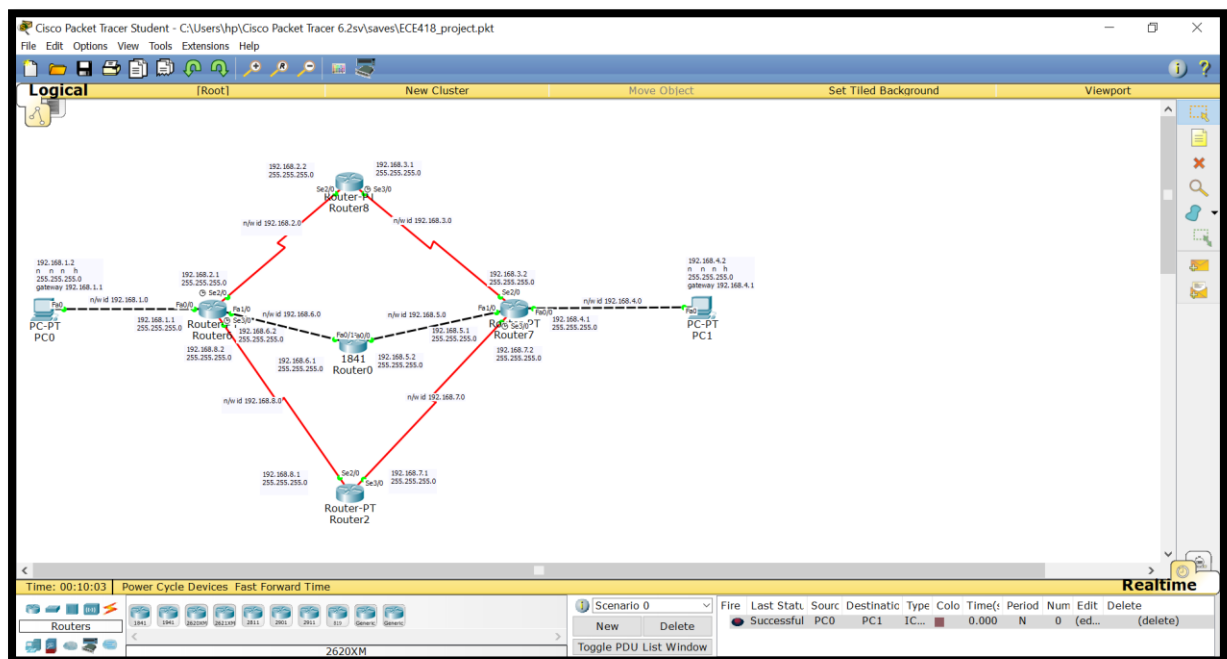 Cisco Packet Tracer Student - C:\Users\hp\Cisco Packet Tracer 6.2sv\saves\ECE418_project.pkt
File Edit Options View Tools Extensions Help
Logical
[Root]
New Cluster
Move Object
Set Tiled Background
Viewport
192.168.2.2
255.255.255.0
192.168.3.1
255.255.255.0
Se2/0
Se3/0
Router8
n/w id 192.168.2.0
n/w id 192.168.3.0
192.168.1.2
n n n h
255.255.255.0
gateway 192.168.1.1
192.168.2.1
255.255.255.0
Se2/0
192.168.3.2
255.255.255.0
Se2/0
192.168.4.2
n n n h
255.255.255.0
gateway 192.168.4.1
Fa0
n/w id 192.168.1.0
Fa0/0
Fa1/0
n/w id 192.168.6.0
n/w id 192.168.5.0
Fa1/0
Fa0/0
n/w id 192.168.4.0
Fa0
PC-PT
PC0
192.168.1.1
255.255.255.0
Se3/0
192.168.6.2
255.255.255.0
192.168.8.2
255.255.255.0
192.168.6.1
255.255.255.0
1841
Router0
192.168.5.2
255.255.255.0
192.168.5.1
255.255.255.0
Se3/0
Router7
192.168.7.2
255.255.255.0
192.168.4.1
255.255.255.0
PC-PT
PC1
n/w id 192.168.8.0
n/w id 192.168.7.0
192.168.8.1
255.255.255.0
Se2/0
Se3/0
192.168.7.1
255.255.255.0
Router-PT
Router2
Time: 00:10:03 Power Cycle Devices Fast Forward Time
Realtime
Routers
1841 1941 2620XM 2621XM 2811 2901 2911 819 Generic Generic
2620XM
Scenario 0
New Delete
Toggle PDU List Window
Fire Last Statu Sourc Destinatic Type Colo Time(s Period Num Edit Delete
Successful PC0 PC1 IC... 0.000 N 0 (ed... (delete)